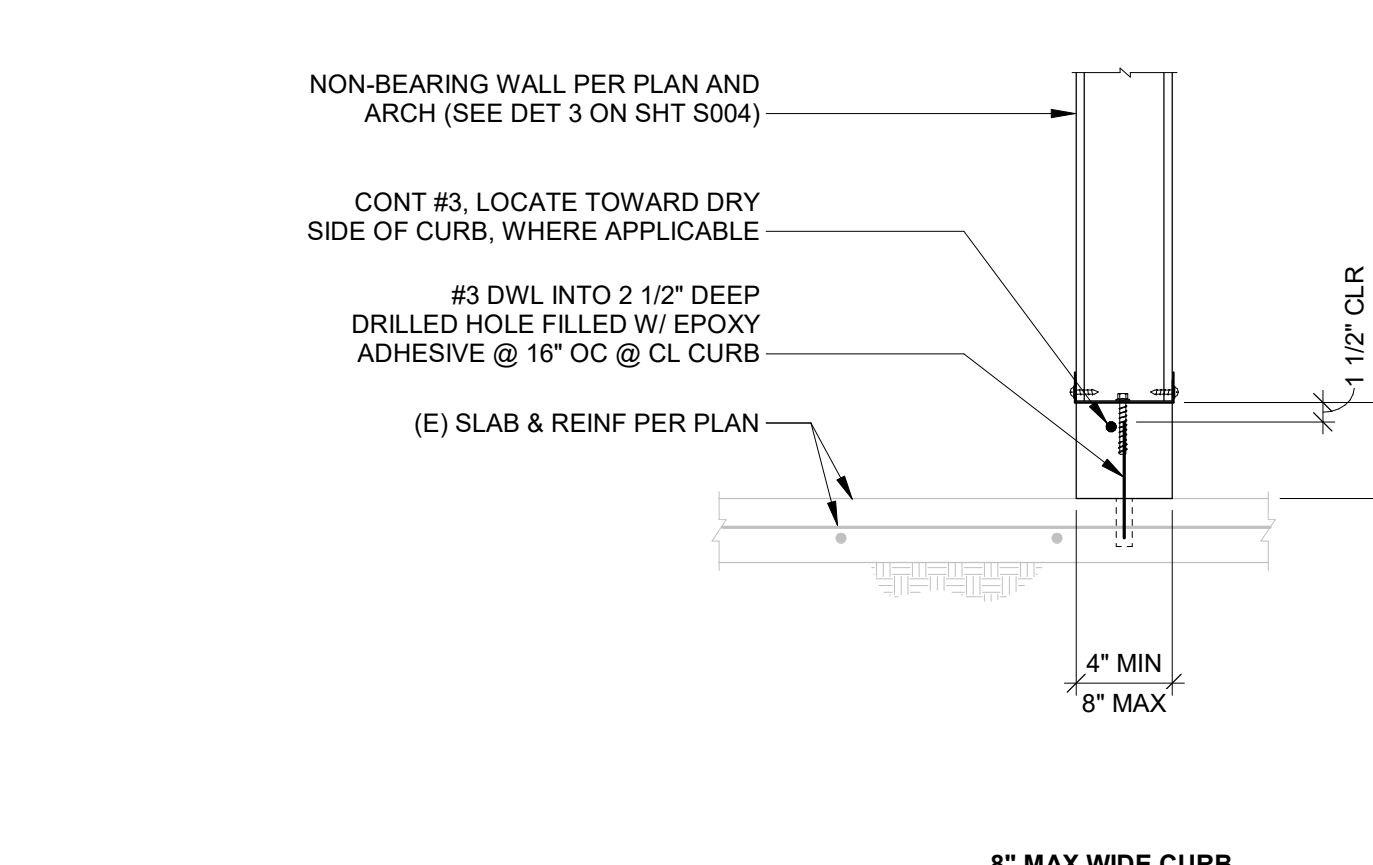 NON-BEARING WALL PER PLAN AND
ARCH (SEE DET 3 ON SHT S004)
CONT #3, LOCATE TOWARD DRY
SIDE OF CURB, WHERE APPLICABLE
#3 DWL INTO 2 1/2" DEEP
DRILLED HOLE FILLED W/ EPOXY
ADHESIVE @ 16" OC @ CL CURB
(E) SLAB & REINF PER PLAN
1 1/2" CLR
4" MIN
8" MAX
8" MAX WIDE CURB